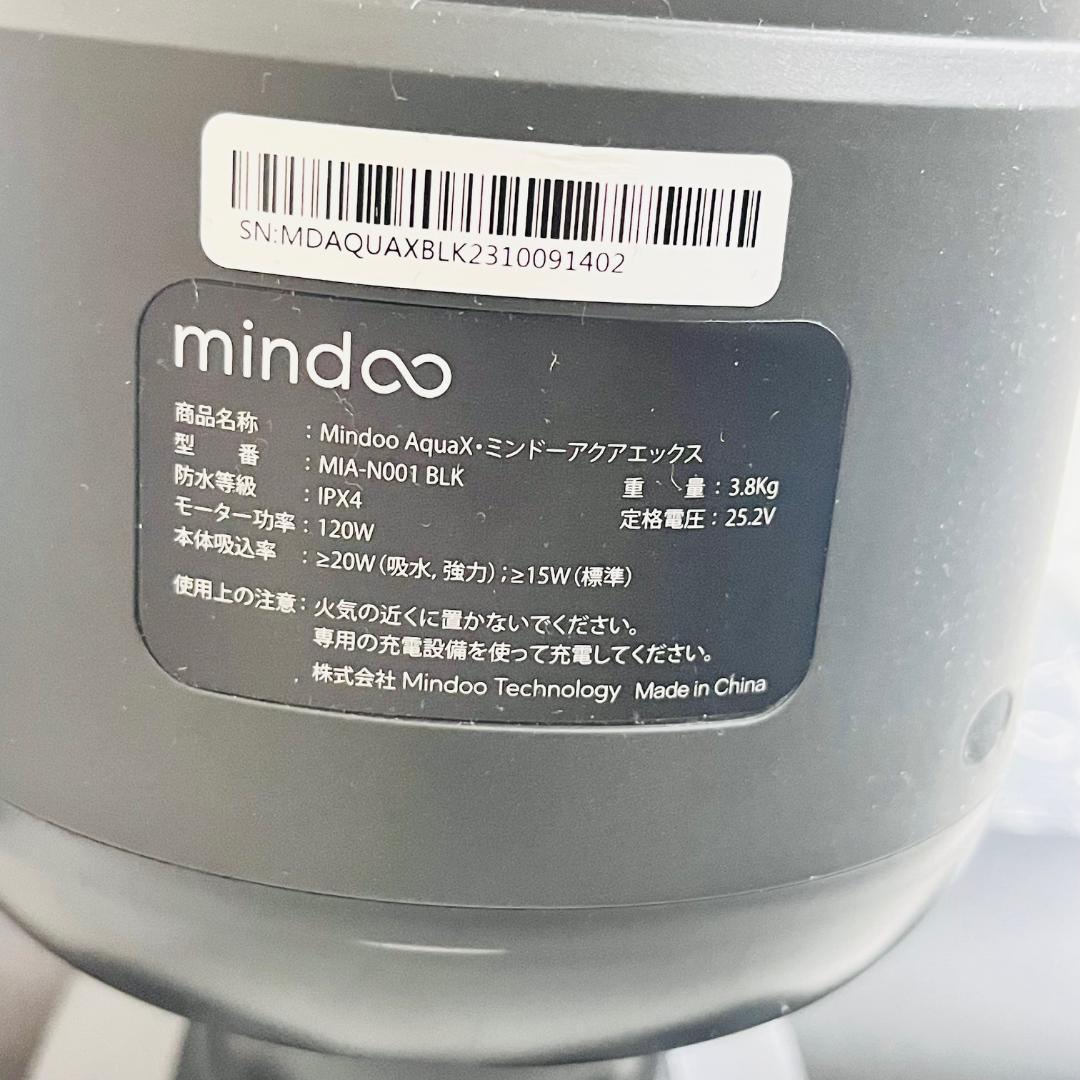 SN:MDAQUAXBLK2310091402
mindoo
商品名称 : Mindoo AquaX・ミンドーアクアエックス
型 番 : MIA-N001 BLK 重 量 : 3.8Kg
防水等級 : IPX4 定格電圧 : 25.2V
モーター功率 : 120W
本体吸込率 : ≥20W (吸水, 強力) ; ≥15W (標準)
使用上の注意 : 火気の近くに置かないでください。
専用の充電設備を使って充電してください。
株式会社 Mindoo Technology Made in China